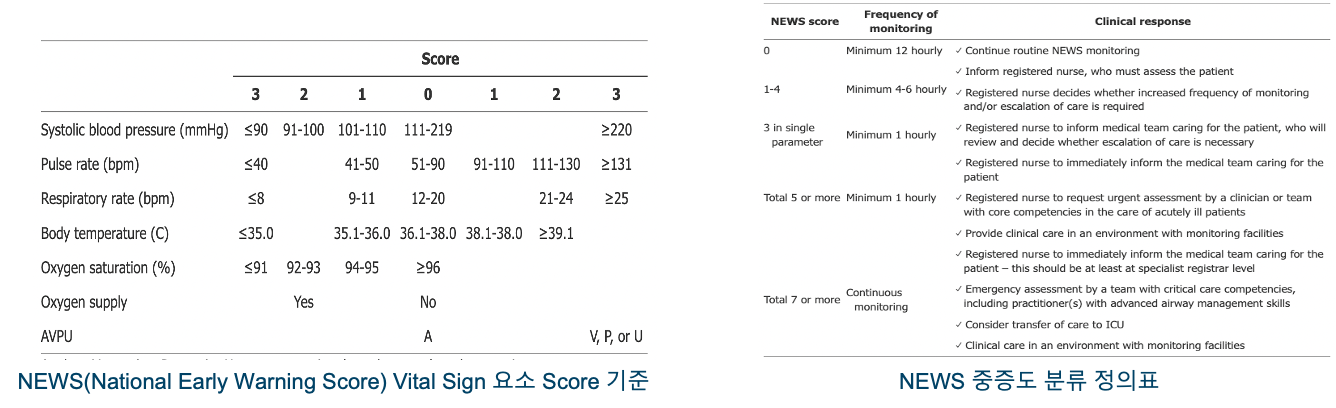 Score
3 2 1 0 1 2 3
Systolic blood pressure (mmHg) ≤90 91-100 101-110 111-219 ≥220
Pulse rate (bpm) ≤40 41-50 51-90 91-110 111-130 ≥131
Respiratory rate (bpm) ≤8 9-11 12-20 21-24 ≥25
Body temperature (C) ≤35.0 35.1-36.0 36.1-38.0 38.1-38.0 ≥39.1
Oxygen saturation (%) ≤91 92-93 94-95 ≥96
Oxygen supply Yes No
AVPU A V, P, or U
NEWS(National Early Warning Score) Vital Sign 요소 Score 기준
NEWS score Frequency of monitoring Clinical response
0 Minimum 12 hourly ✓ Continue routine NEWS monitoring
✓ Inform registered nurse, who must assess the patient
1-4 Minimum 4-6 hourly ✓ Registered nurse decides whether increased frequency of monitoring
and/or escalation of care is required
3 in single parameter Minimum 1 hourly ✓ Registered nurse to inform medical team caring for the patient, who will
review and decide whether escalation of care is necessary
✓ Registered nurse to immediately inform the medical team caring for the
patient
Total 5 or more Minimum 1 hourly ✓ Registered nurse to request urgent assessment by a clinician or team
with core competencies in the care of acutely ill patients
✓ Provide clinical care in an environment with monitoring facilities
✓ Registered nurse to immediately inform the medical team caring for the
patient – this should be at least at specialist registrar level
Total 7 or more Continuous monitoring ✓ Emergency assessment by a team with critical care competencies,
including practitioner(s) with advanced airway management skills
✓ Consider transfer of care to ICU
✓ Clinical care in an environment with monitoring facilities
NEWS 중증도 분류 정의표